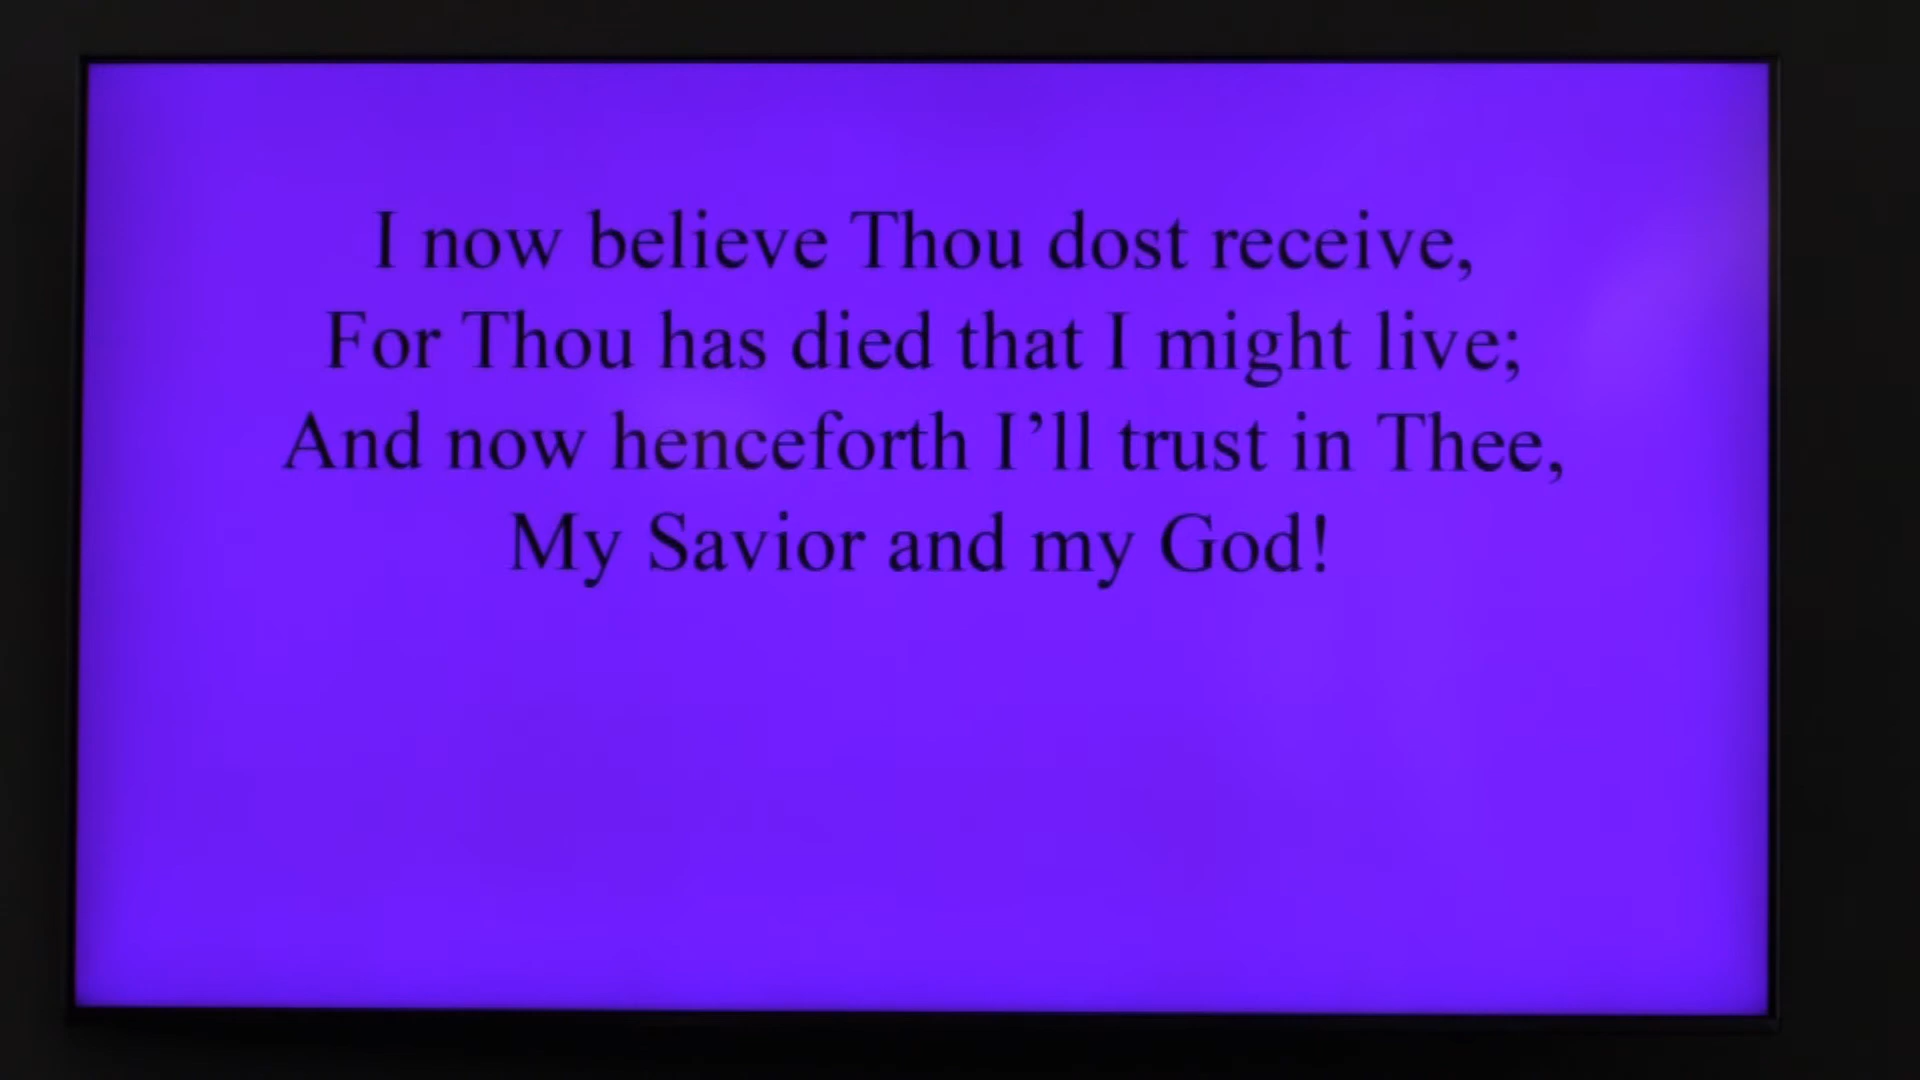 I now believe Thou dost receive,
For Thou has died that I might live;
And now henceforth I’ll trust in Thee,
My Savior and my God!